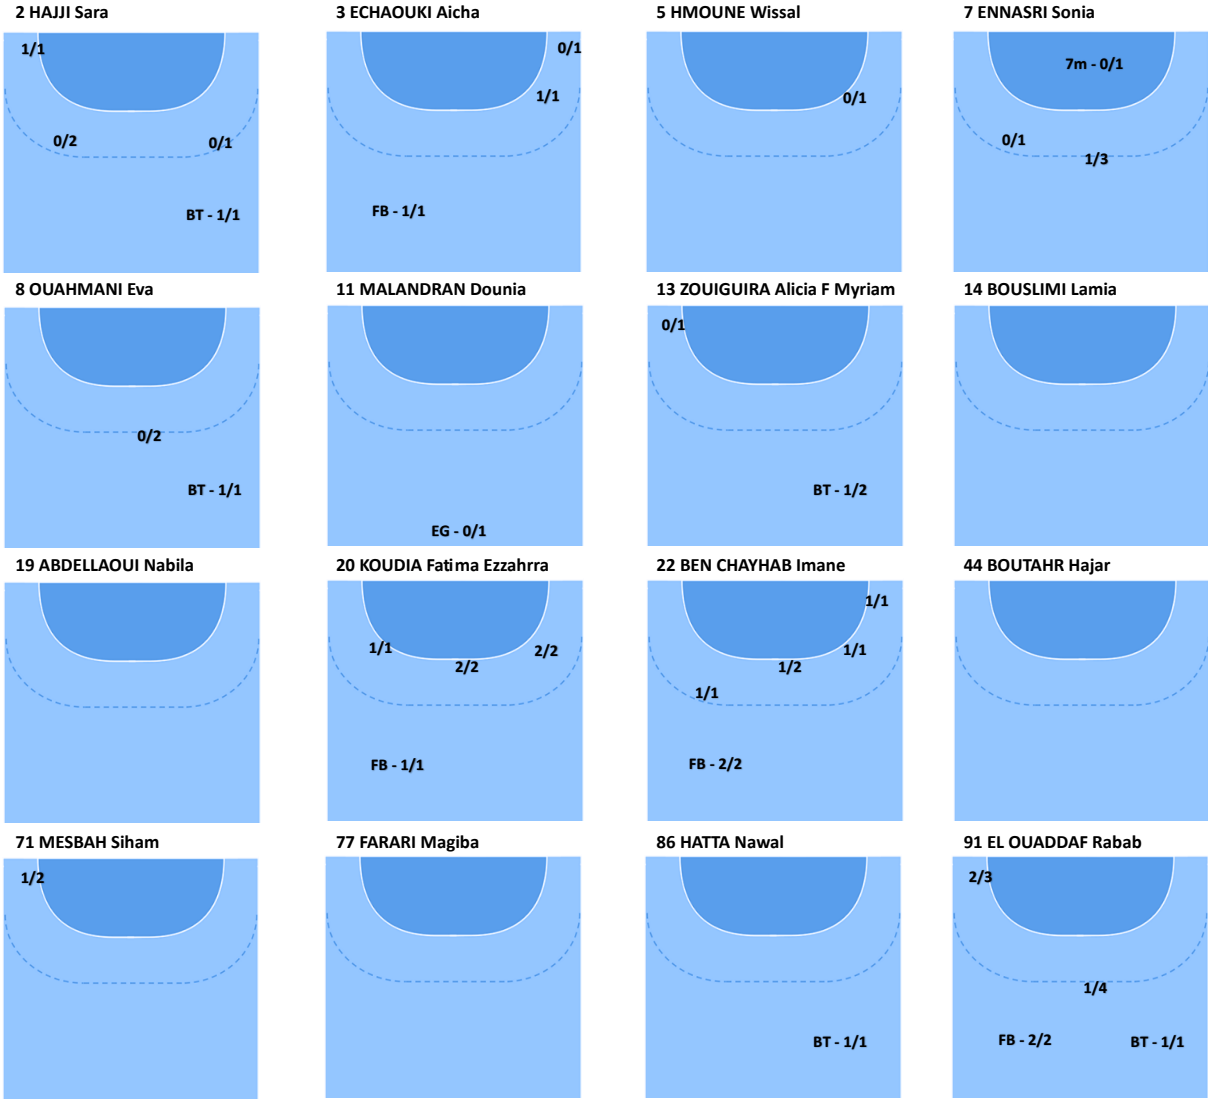 2 HAJJI Sara
1/1
0/2
0/1
BT - 1/1
3 ECHAOUKI Aicha
0/1
1/1
FB - 1/1
5 HMOUNE Wissal
0/1
7 ENNASRI Sonia
7m - 0/1
0/1
1/3
8 OUAHMANI Eva
0/2
BT - 1/1
11 MALANDRAN Dounia
EG - 0/1
13 ZOUIGUIRA Alicia F Myriam
0/1
BT - 1/2
14 BOUSLIMI Lamia
19 ABDELLAOUI Nabila
20 KOUDIA Fatima Ezzahrra
1/1
2/2
2/2
FB - 1/1
22 BEN CHAYHAB Imane
1/1
1/1
1/2
1/1
FB - 2/2
44 BOUTAHR Hajar
71 MESBAH Siham
1/2
77 FARARI Magiba
86 HATTA Nawal
BT - 1/1
91 EL OUADDAF Rabab
2/3
1/4
FB - 2/2
BT - 1/1